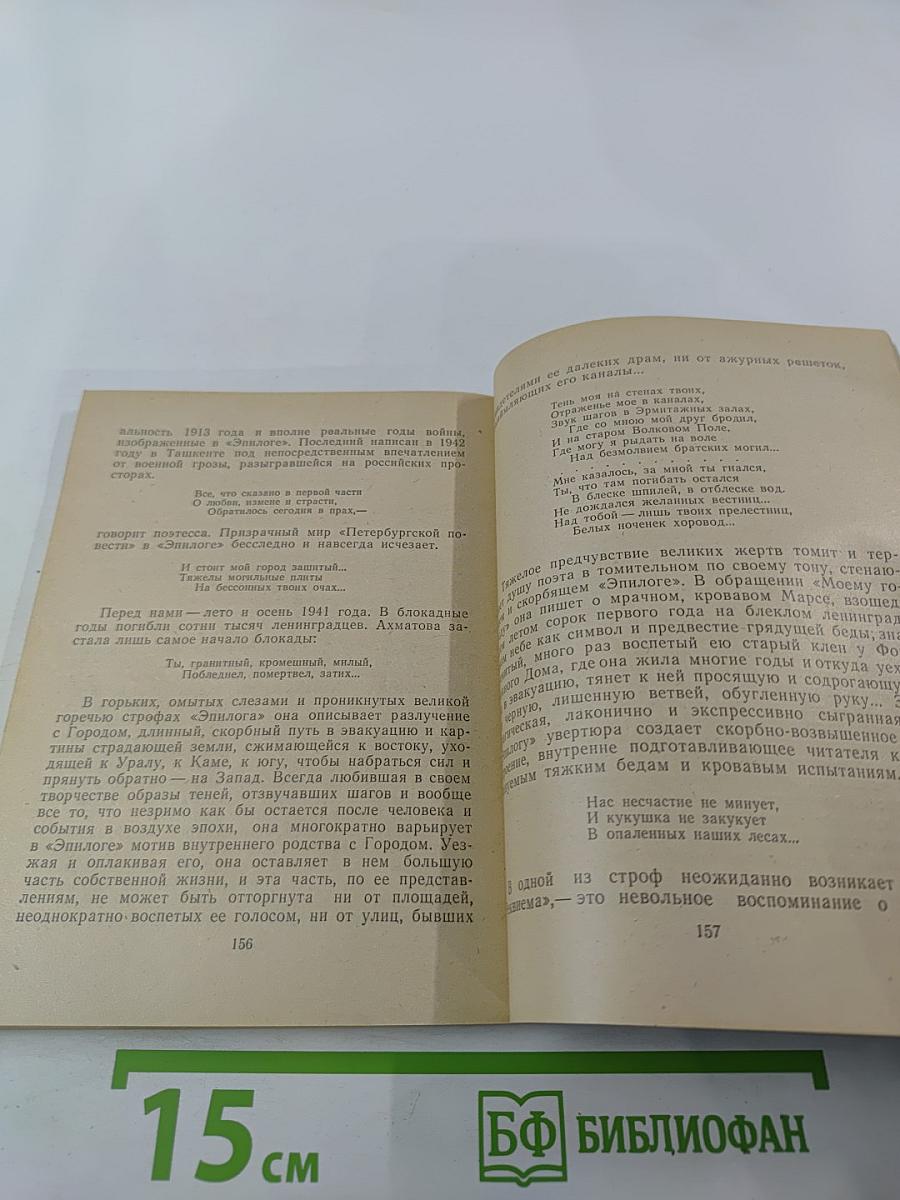 альность 1913 года и вполне реальные годы войны,
изображенные в «Эпилоге». Последний написан в 1942
году в Ташкенте под непосредственным впечатлением
от военной грозы, разыгравшейся на российских про-
сторах.
Все, что сказано в первой части
О любви, измене и страсти,
Обратилось сегодня в прах,—
говорит поэтесса. Призрачный мир «Петербургской по-
вести» в «Эпилоге» бесследно и навсегда исчезает.
И стоит мой город зашитый...
Тяжелы могильные плиты
На бессонных твоих очах...
Перед нами — лето и осень 1941 года. В блокадные
годы погибли сотни тысяч ленинградцев. Ахматова за-
стала лишь самое начало блокады:
Ты, гранитный, кромешный, милый,
Побледнел, помертвел, затих...
В горьких, омытых слезами и проникнутых великой
горечью строфах «Эпилога» она описывает разлучение
с Городом, длинный, скорбный путь в эвакуацию и кар-
тины страдающей земли, сжимающейся к востоку, ухо-
дящей к Уралу, к Каме, к югу, чтобы набраться сил и
прянуть обратно — на Запад. Всегда любившая в своем
творчестве образы теней, отзвучавших шагов и вообще
все то, что незримо как бы остается после человека и
события в воздухе эпохи, она многократно варьирует
в «Эпилоге» мотив внутреннего родства с Городом. Уез-
жая и оплакивая его, она оставляет в нем большую
часть собственной жизни, и эта часть, по ее представ-
лениям, не может быть отторгнута ни от площадей,
неоднократно воспетых ее голосом, ни от улиц, бывших
156
детелями ее далеких драм, ни от ажурных решеток,
его каналы...
Тень моя на стенах твоих,
Отраженье мое в каналах,
Звук шагов в Эрмитажных залах,
Где со мною мой друг бродил,
И на старом Волковом Поле,
Где могу я рыдать на воле
Над безмолвием братских могил...
. . . . . . . . . . . . .
Мне казалось, за мной ты гнался,
Ты, что там погибать остался
В блеске шпилей, в отблеске вод.
Не дождался желанных вестниц...
Над тобой — лишь твоих прелестниц,
Белых ноченек хоровод...
Тяжелое предчувствие великих жертв томит и тер-
душу поэта в томительном по своему тону, стенаю-
и скорбящем «Эпилоге». В обращении «Моему го-
она пишет о мрачном, кровавом Марсе, взошед
летом сорок первого года на блеклом ленинград
небе как символ и предвестие грядущей беды; зна
много раз воспетый ею старый клен у Фо
Дома, где она жила многие годы и откуда уех
в эвакуацию, тянет к ней просящую и содрогающу
черную, лишенную ветвей, обугленную руку... Э
лаконично и экспрессивно сыгранная
увертюра создает скорбно-возвышенное
внутренне подготавливающее читателя к
тяжким бедам и кровавым испытаниям.
Нас несчастие не минует,
И кукушка не закукует
В опаленных наших лесах...
В одной из строф неожиданно возникает
— это невольное воспоминание о
157
15 см
БФ БИБЛИОФАН